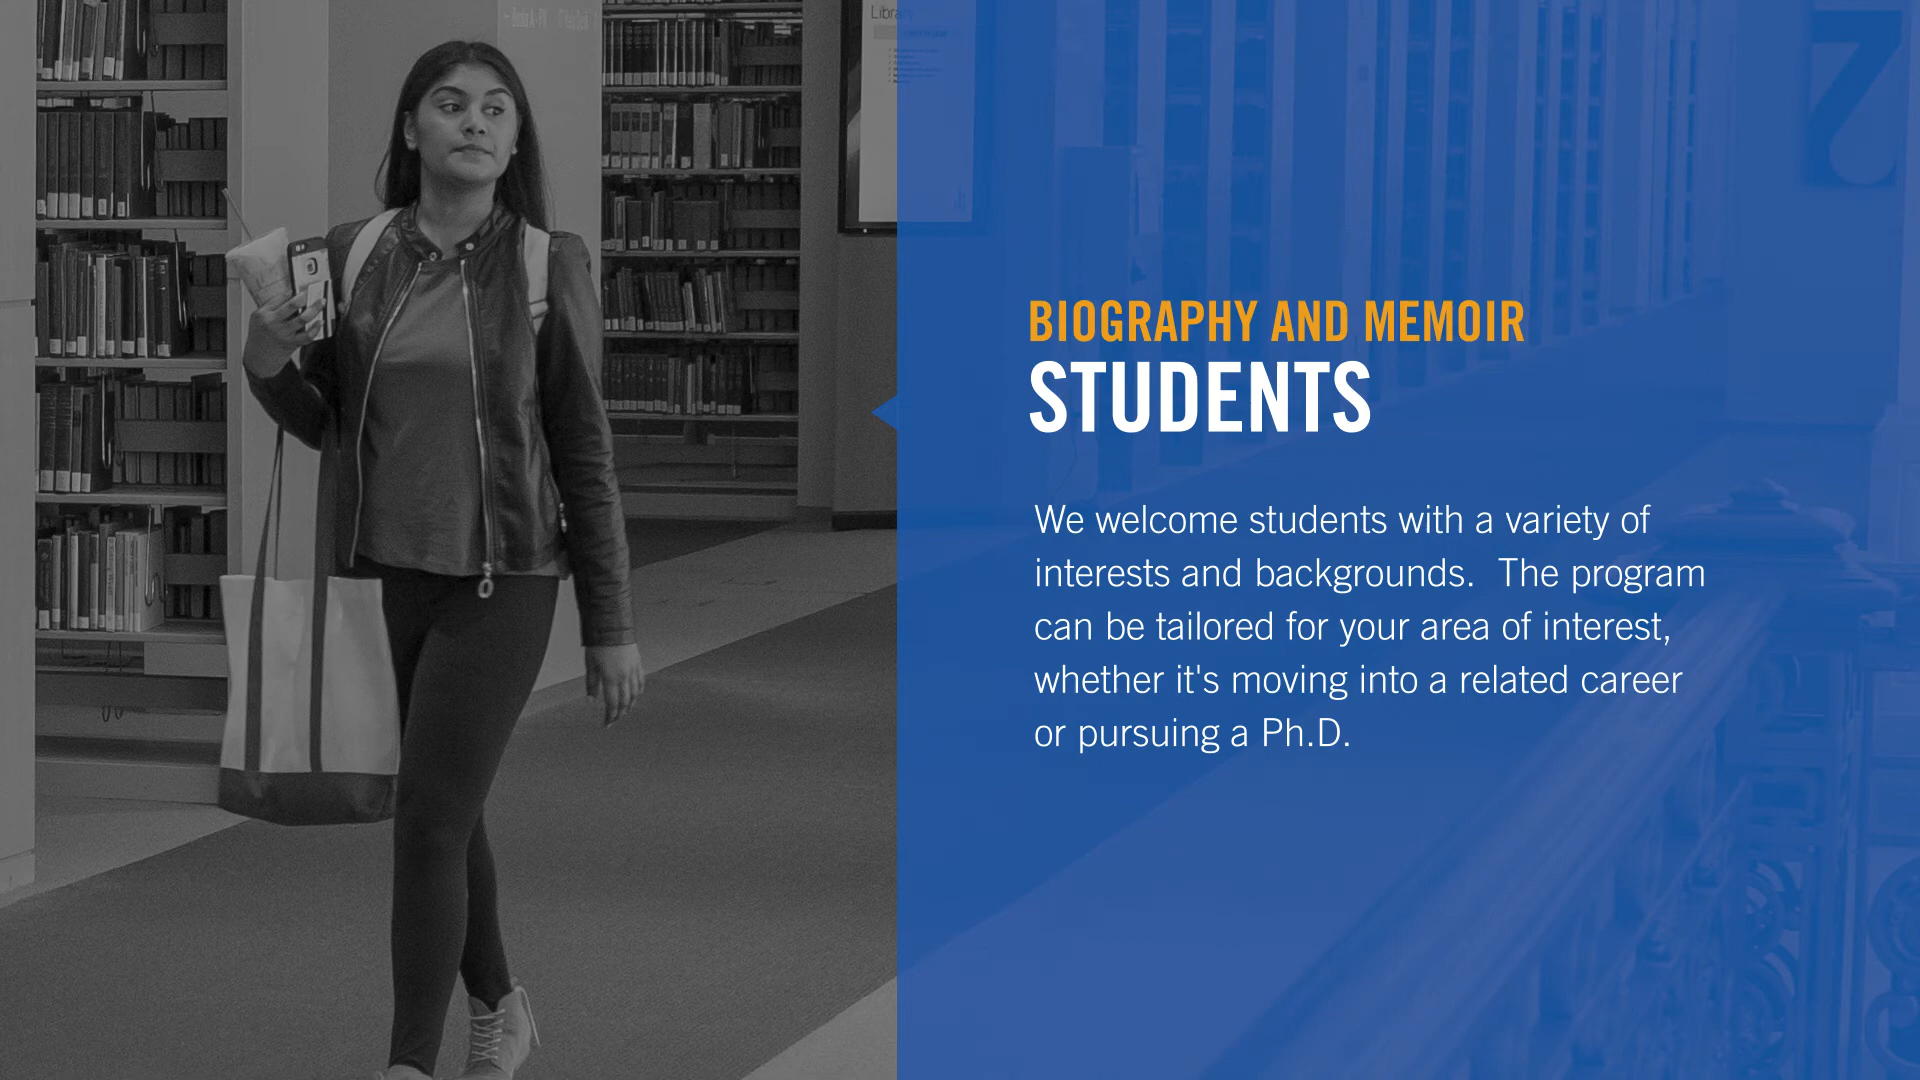 Library
BIOGRAPHY AND MEMOIR
STUDENTS
We welcome students with a variety of
interests and backgrounds.  The program
can be tailored for your area of interest,
whether it's moving into a related career
or pursuing a Ph.D.